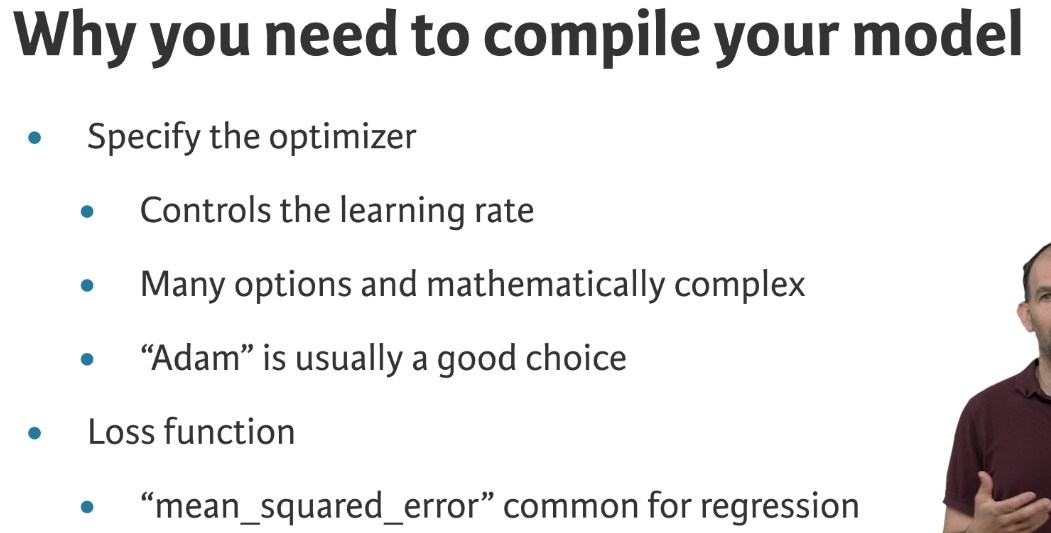 Why you need to compile your model
Specify the optimizer
Controls the learning rate
Many options and mathematically complex
“Adam” is usually a good choice
Loss function
“mean_squared_error” common for regression